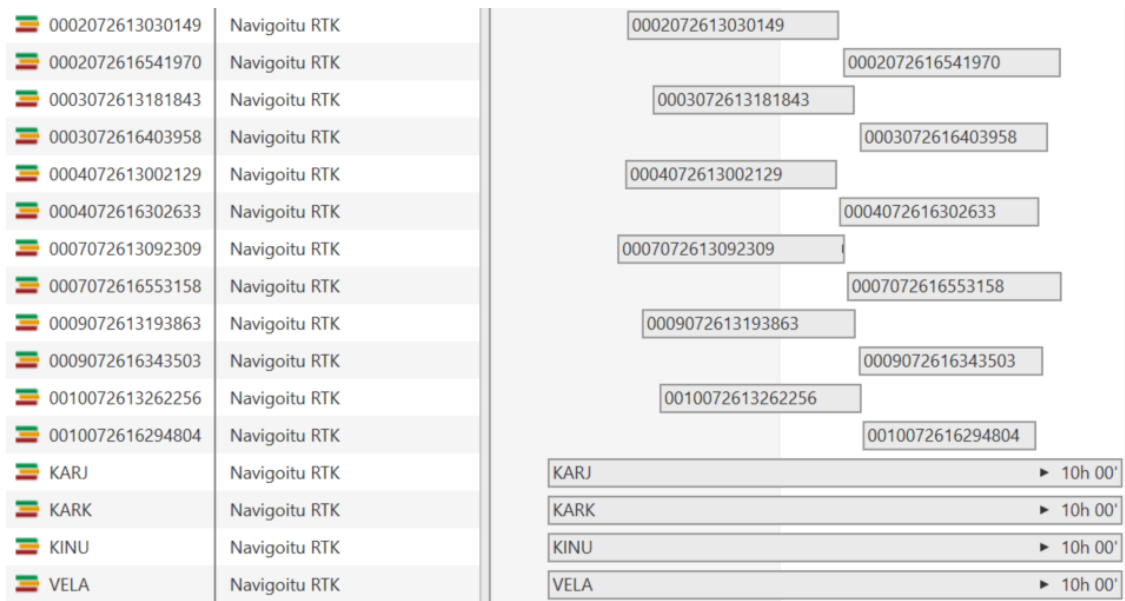 0002072613030149 Navigoitu RTK 0002072613030149
0002072616541970 Navigoitu RTK 0002072616541970
0003072613181843 Navigoitu RTK 0003072613181843
0003072616403958 Navigoitu RTK 0003072616403958
0004072613002129 Navigoitu RTK 0004072613002129
0004072616302633 Navigoitu RTK 0004072616302633
0007072613092309 Navigoitu RTK 0007072613092309
0007072616553158 Navigoitu RTK 0007072616553158
0009072613193863 Navigoitu RTK 0009072613193863
0009072616343503 Navigoitu RTK 0009072616343503
0010072613262256 Navigoitu RTK 0010072613262256
0010072616294804 Navigoitu RTK 0010072616294804
KARJ Navigoitu RTK KARJ ► 10h 00'
KARK Navigoitu RTK KARK ► 10h 00'
KINU Navigoitu RTK KINU ► 10h 00'
VELA Navigoitu RTK VELA ► 10h 00'